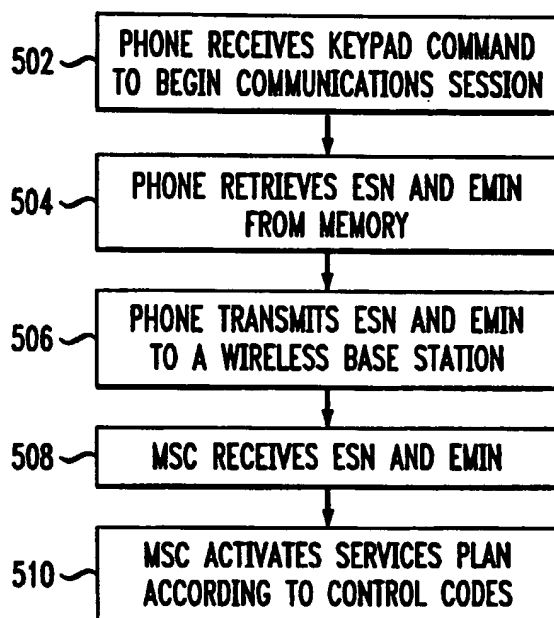 502
PHONE RECEIVES KEYPAD COMMAND
TO BEGIN COMMUNICATIONS SESSION
504
PHONE RETRIEVES ESN AND EMIN
FROM MEMORY
506
PHONE TRANSMITS ESN AND EMIN
TO A WIRELESS BASE STATION
508
MSC RECEIVES ESN AND EMIN
510
MSC ACTIVATES SERVICES PLAN
ACCORDING TO CONTROL CODES